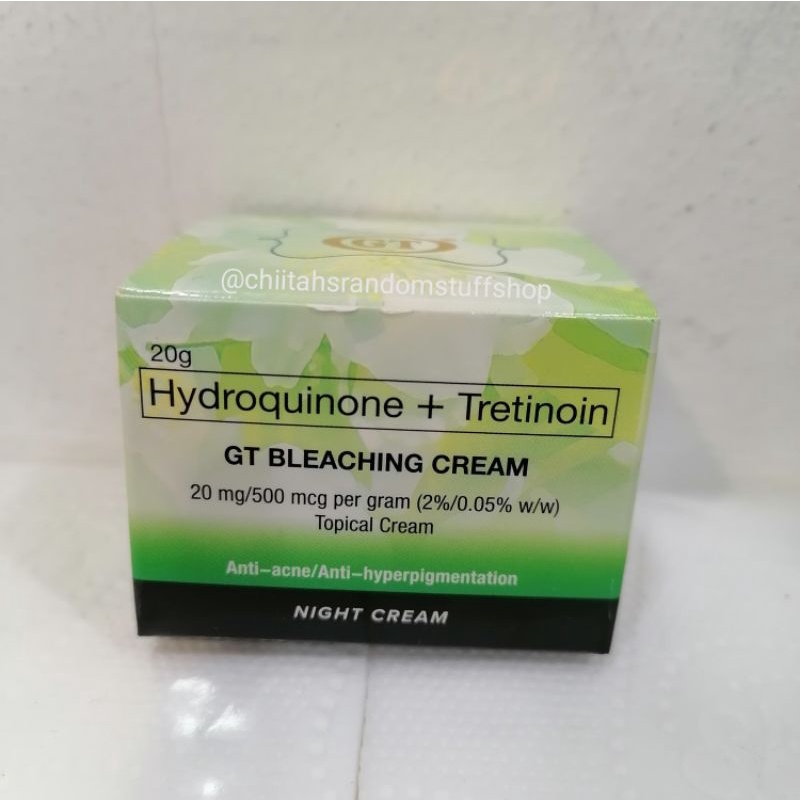 GT
@chiitahsrandomstuffshop
20g
Hydroquinone + Tretinoin
GT BLEACHING CREAM
20 mg/500 mcg per gram (2%/0.05% w/w)
Topical Cream
Anti-acne/Anti-hyperpigmentation
NIGHT CREAM